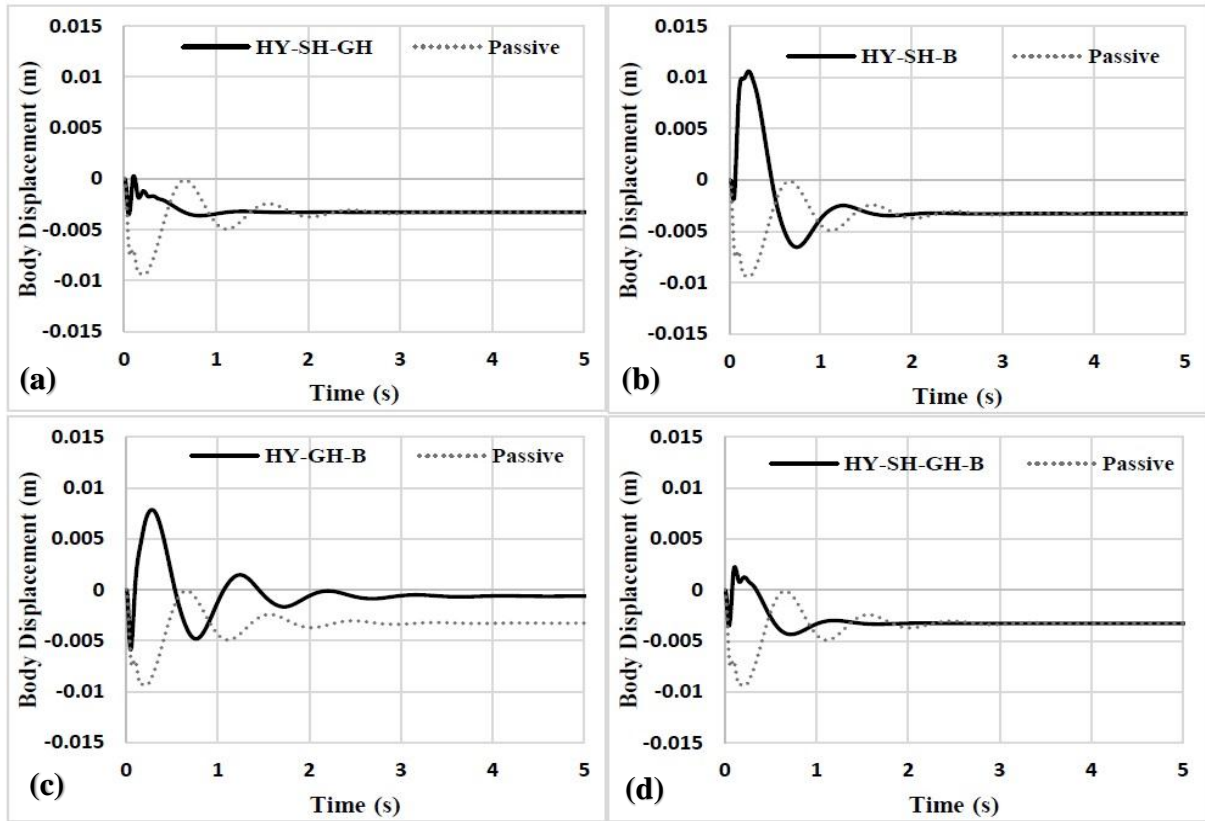 0.015
HY-SH-GH
Passive
0.01
0.005
0
-0.005
-0.01
-0.015
Body Displacement (m)
0 1 2 3 4 5
Time (s)
(a)
0.015
HY-SH-B
Passive
0.01
0.005
0
-0.005
-0.01
-0.015
Body Displacement (m)
0 1 2 3 4 5
Time (s)
(b)
0.015
HY-GH-B
Passive
0.01
0.005
0
-0.005
-0.01
-0.015
Body Displacement (m)
0 1 2 3 4 5
Time (s)
(c)
0.015
HY-SH-GH-B
Passive
0.01
0.005
0
-0.005
-0.01
-0.015
Body Displacement (m)
0 1 2 3 4 5
Time (s)
(d)